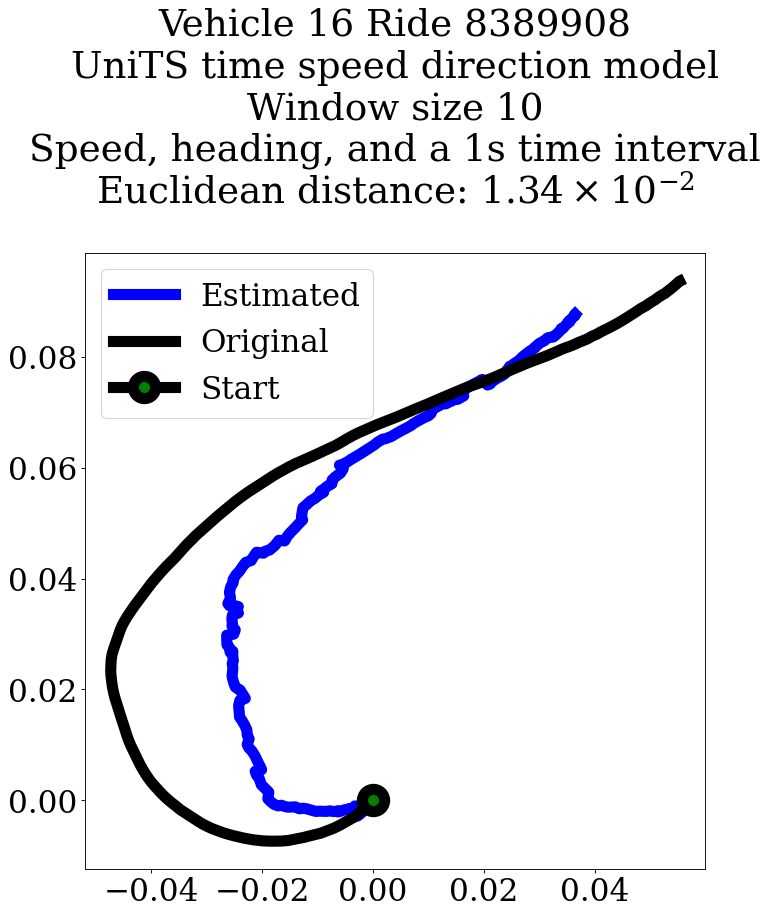 Vehicle 16 Ride 8389908
UniTS time speed direction model
Window size 10
Speed, heading, and a 1s time interval
Euclidean distance: 1.34 × 10⁻²
Estimated
Original
Start
0.08
0.06
0.04
0.02
0.00
−0.04
−0.02
0.00
0.02
0.04